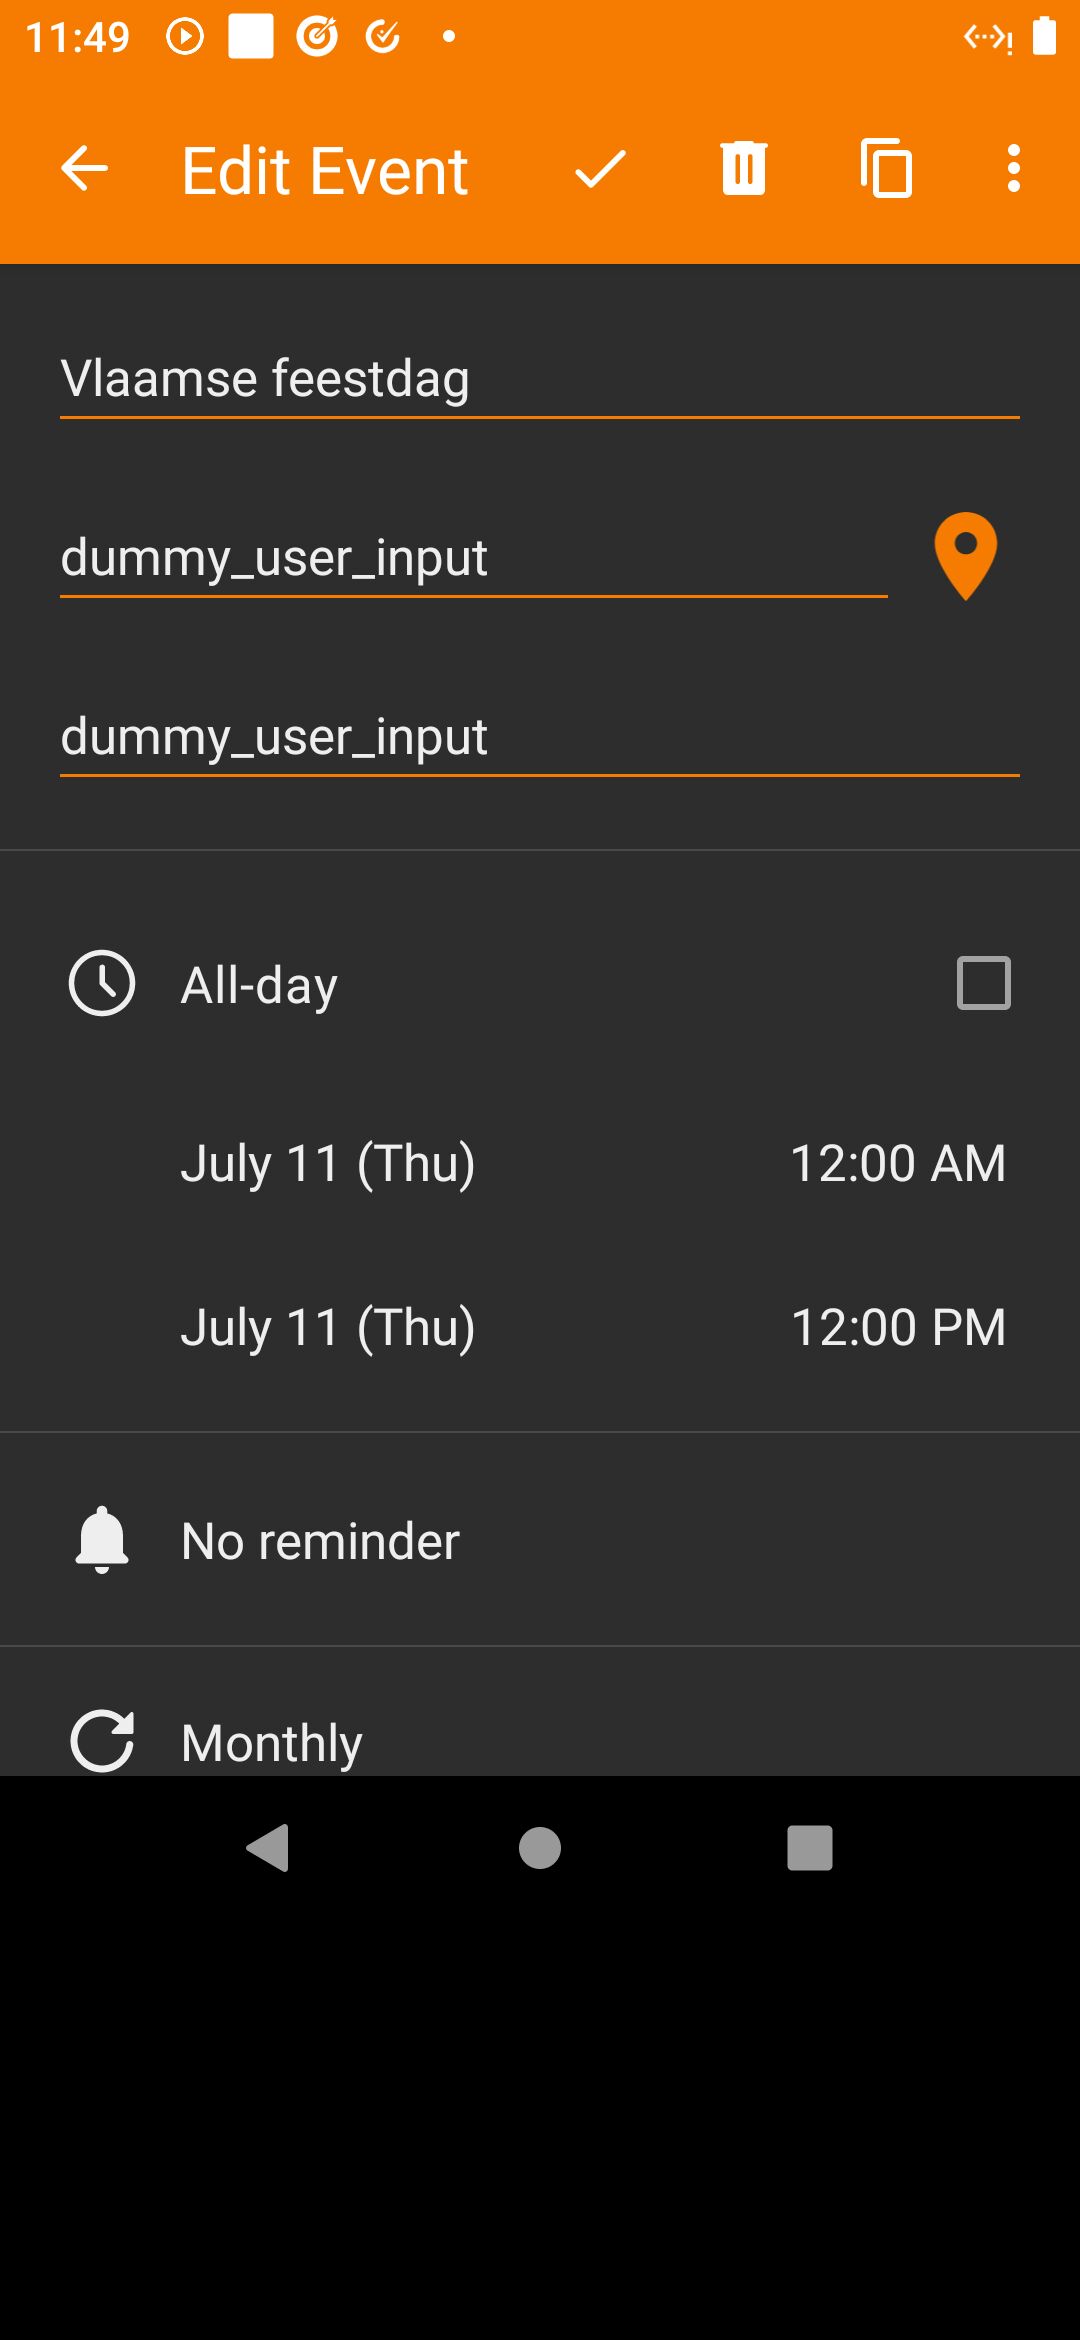 11:49
Edit Event
Vlaamse feestdag
dummy_user_input
dummy_user_input
All-day
July 11 (Thu) 12:00 AM
July 11 (Thu) 12:00 PM
No reminder
Monthly